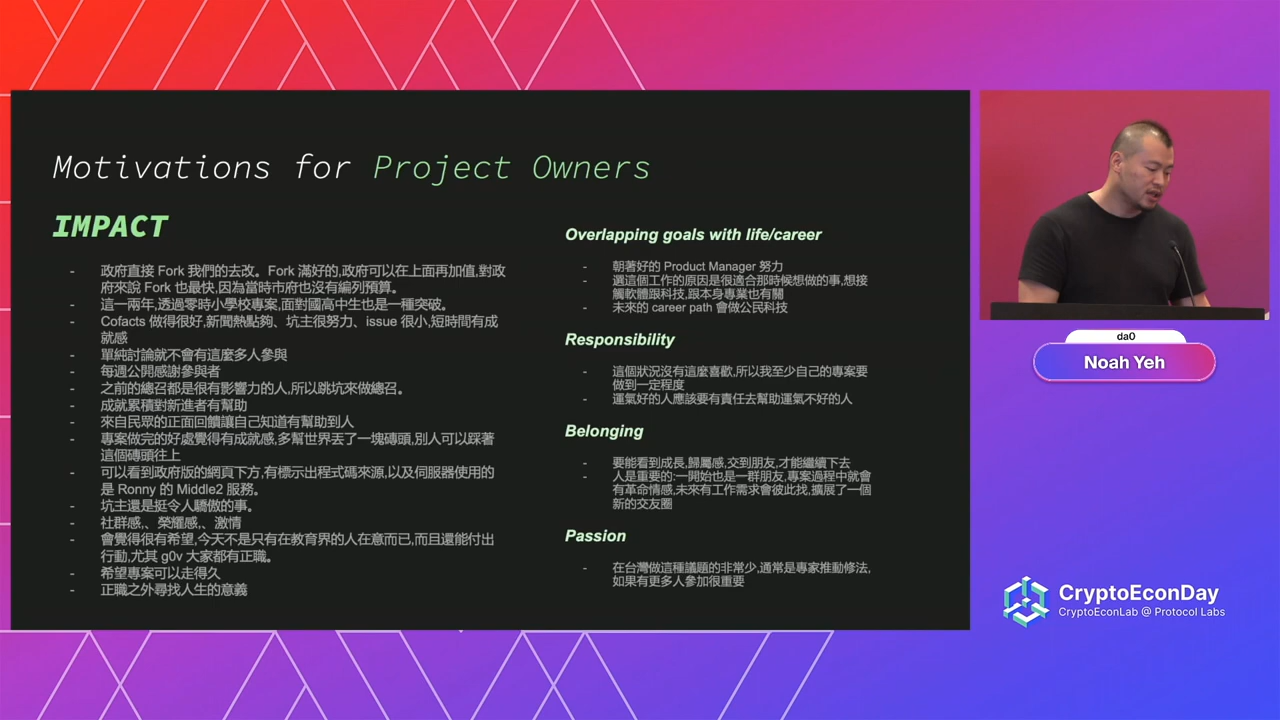 Motivations for Project Owners
IMPACT
- 政府直接 Fork 我們的去改。Fork 滿好的,政府可以在上面再加值,對政
府來說 Fork 也最快,因為當時市府也沒有編列預算。
- 這一兩年,透過零時小學校專案,面對國高中生也是一種突破。
- Cofacts 做得很好,新聞熱點夠、坑主很努力、issue 很小,短時間有成
就感
- 單純討論就不會有這麼多人參與
- 每週公開感謝參與者
- 之前的總召都是很有影響力的人,所以跳坑來做總召。
- 成就累積對新進者有幫助
- 來自民眾的正面回饋讓自己知道有幫助到人
- 專案做完的好處覺得有成就感,多幫世界丟了一塊磚頭,別人可以踩著
這個磚頭往上
- 可以看到政府版的網頁下方,有標示出程式碼來源,以及伺服器使用的
是 Ronny 的 Middle2 服務。
- 坑主還是挺令人驕傲的事。
- 社群感,、榮耀感,、激情
- 會覺得很有希望,今天不是只有在教育界的人在意而已,而且還能付出
行動,尤其 g0v 大家都有正職。
- 希望專案可以走得久
- 正職之外尋找人生的意義
Overlapping goals with life/career
- 朝著好的 Product Manager 努力
- 選這個工作的原因是很適合那時候想做的事,想接
觸軟體跟科技,跟本身專業也有關
- 未來的 career path 會做公民科技
Responsibility
- 這個狀況沒有這麼喜歡,所以我至少自己的專案要
做到一定程度
- 運氣好的人應該要有責任去幫助運氣不好的人
Belonging
- 要能看到成長,歸屬感,交到朋友,才能繼續下去
- 人是重要的:一開始也是一群朋友,專案過程中就會
有革命情感,未來有工作需求會彼此找,擴展了一個
新的交友圈
Passion
- 在台灣做這種議題的非常少,通常是專家推動修法,
如果有更多人參加很重要
da0
Noah Yeh
CryptoEconDay
CryptoEconLab @ Protocol Labs